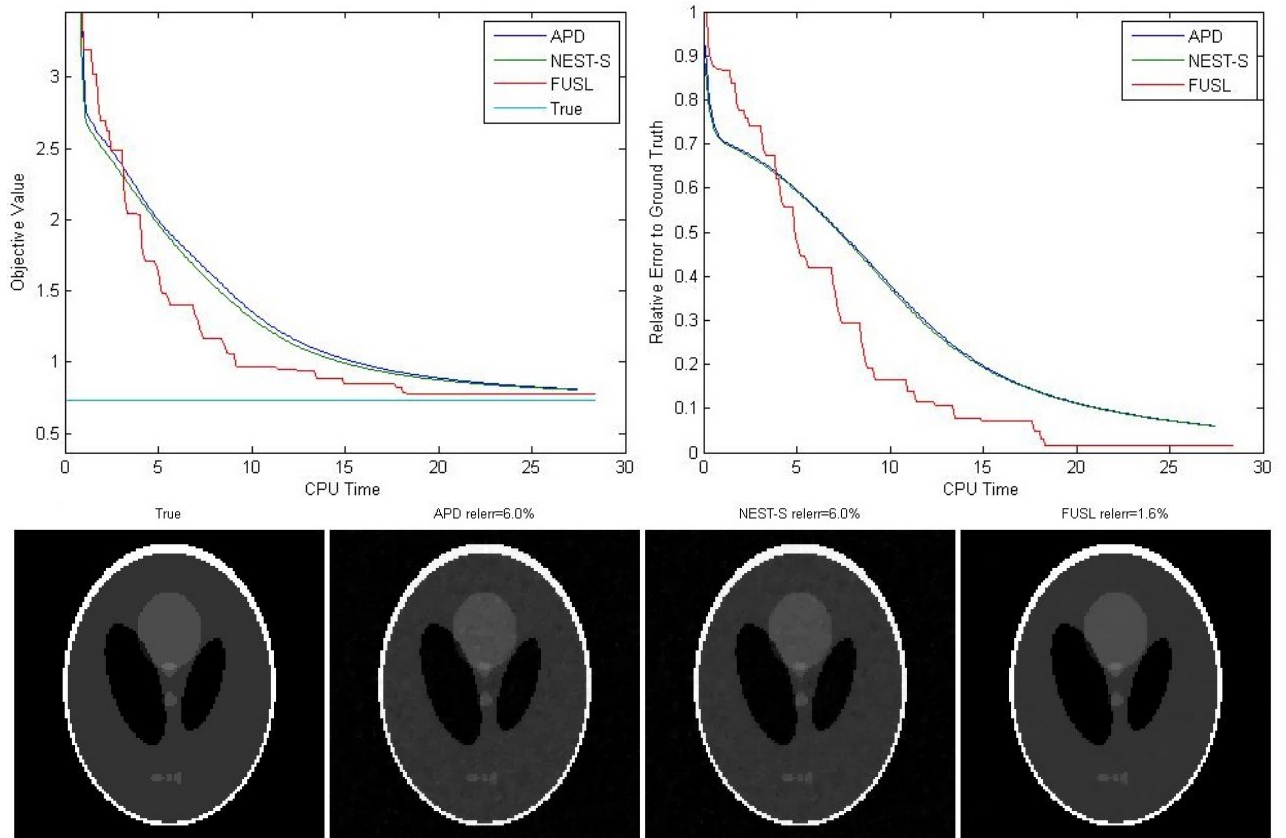 APD
NEST-S
FUSL
True
3
2.5
2
1.5
1
0.5
0
5
10
15
20
25
30
Objective Value
CPU Time
APD
NEST-S
FUSL
1
0.9
0.8
0.7
0.6
0.5
0.4
0.3
0.2
0.1
0
0
5
10
15
20
25
30
Relative Error to Ground Truth
CPU Time
True
APD relerr=6.0%
NEST-S relerr=6.0%
FUSL relerr=1.6%